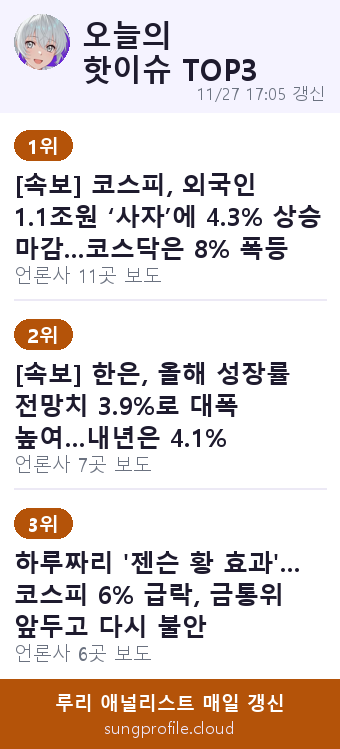 오늘의
핫이슈 TOP3
11/27 17:05 갱신
1위
[속보] 코스피, 외국인
1.1조원 ‘사자’에 4.3% 상승
마감…코스닥은 8% 폭등
언론사 11곳 보도
2위
[속보] 한은, 올해 성장률
전망치 3.9%로 대폭
높여…내년은 4.1%
언론사 7곳 보도
3위
하루짜리 '젠슨 황 효과'…
코스피 6% 급락, 금통위
앞두고 다시 불안
언론사 6곳 보도
루리 애널리스트 매일 갱신
sungprofile.cloud